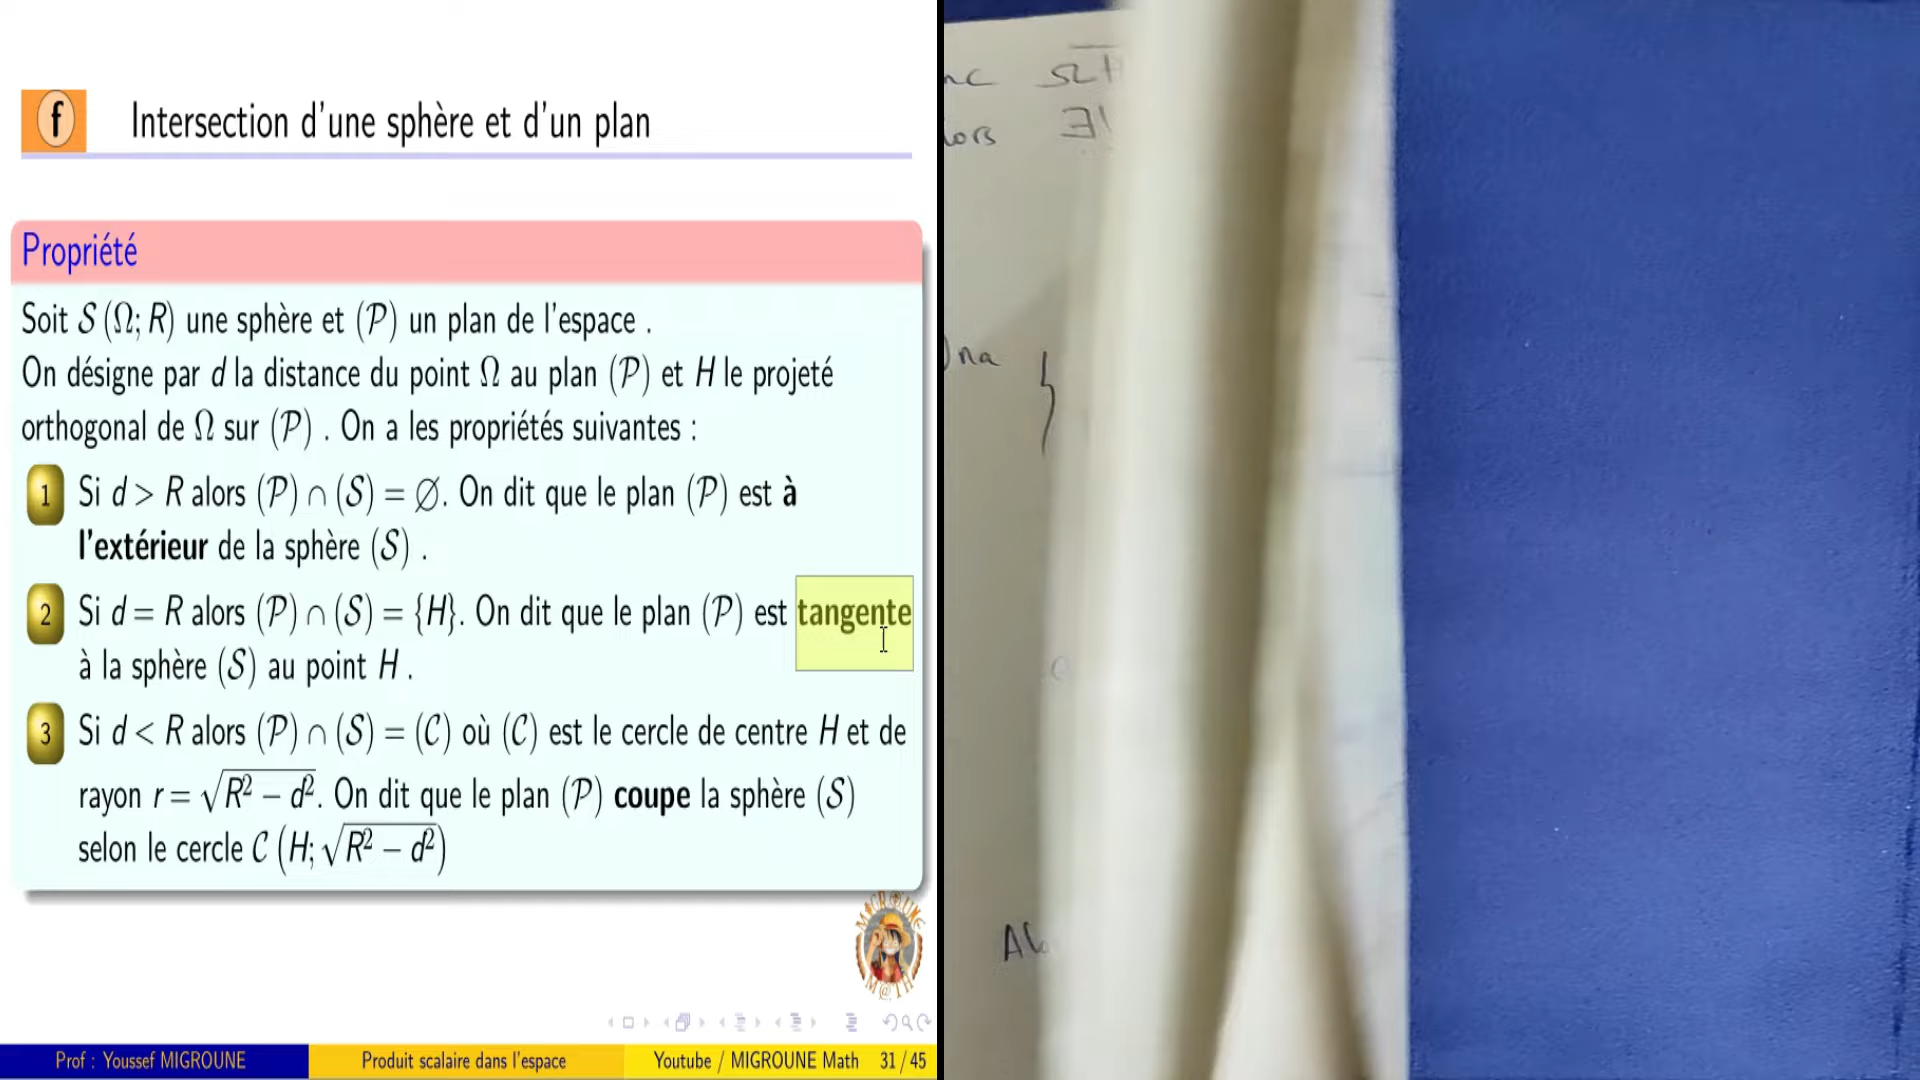 f Intersection d'une sphère et d'un plan
Propriété
Soit 𝒮 (Ω; R) une sphère et (𝒫) un plan de l'espace .
On désigne par d la distance du point Ω au plan (𝒫) et H le projeté
orthogonal de Ω sur (𝒫) . On a les propriétés suivantes :
1 Si d > R alors (𝒫) ∩ (𝒮) = ∅. On dit que le plan (𝒫) est à
l'extérieur de la sphère (𝒮) .
2 Si d = R alors (𝒫) ∩ (𝒮) = {H}. On dit que le plan (𝒫) est tangente
à la sphère (𝒮) au point H .
3 Si d < R alors (𝒫) ∩ (𝒮) = (𝒞) où (𝒞) est le cercle de centre H et de
rayon r = √(R² − d²). On dit que le plan (𝒫) coupe la sphère (𝒮)
selon le cercle 𝒞 (H; √(R² − d²))
MIGROUNE
M@TH
Prof : Youssef MIGROUNE Produit scalaire dans l'espace Youtube / MIGROUNE Math 31 / 45